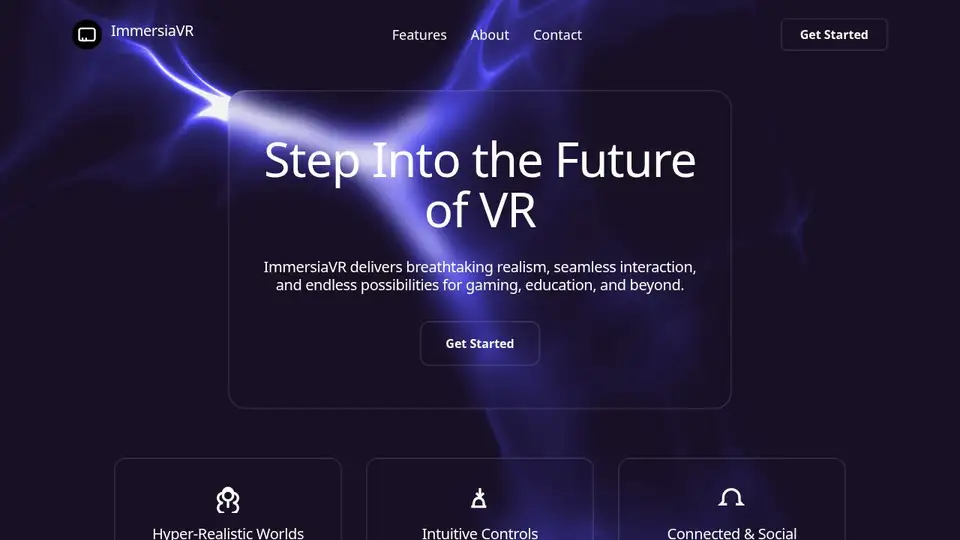 ImmersiaVR
Features
About
Contact
Get Started
Step Into the Future
of VR
ImmersiaVR delivers breathtaking realism, seamless interaction,
and endless possibilities for gaming, education, and beyond.
Get Started
Hyper-Realistic Worlds
Intuitive Controls
Connected & Social